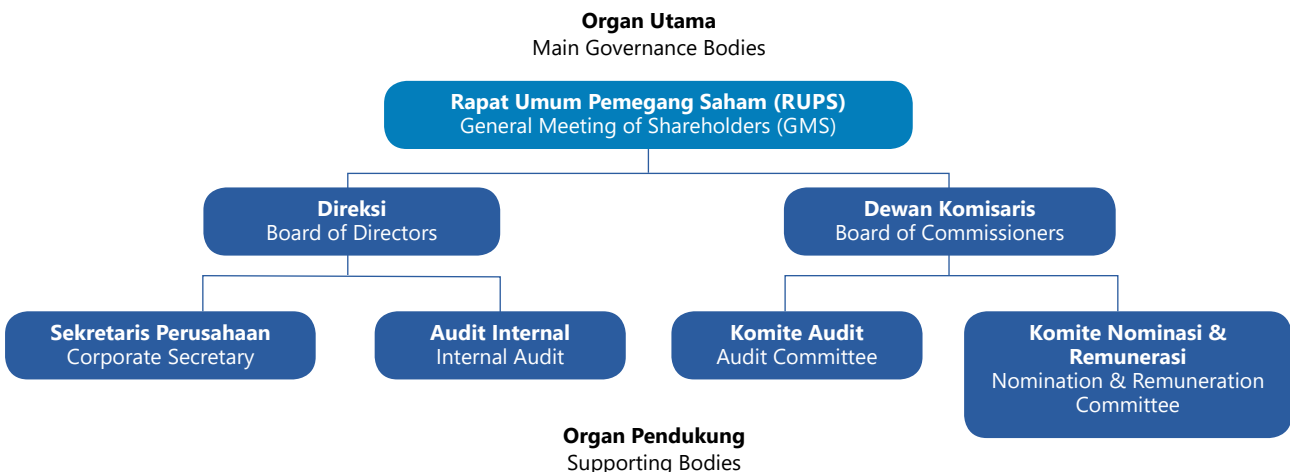 Organ Utama
Main Governance Bodies
Rapat Umum Pemegang Saham (RUPS)
General Meeting of Shareholders (GMS)
Direksi
Board of Directors
Dewan Komisaris
Board of Commissioners
Sekretaris Perusahaan
Corporate Secretary
Audit Internal
Internal Audit
Komite Audit
Audit Committee
Komite Nominasi &
Remunerasi
Nomination & Remuneration
Committee
Organ Pendukung
Supporting Bodies